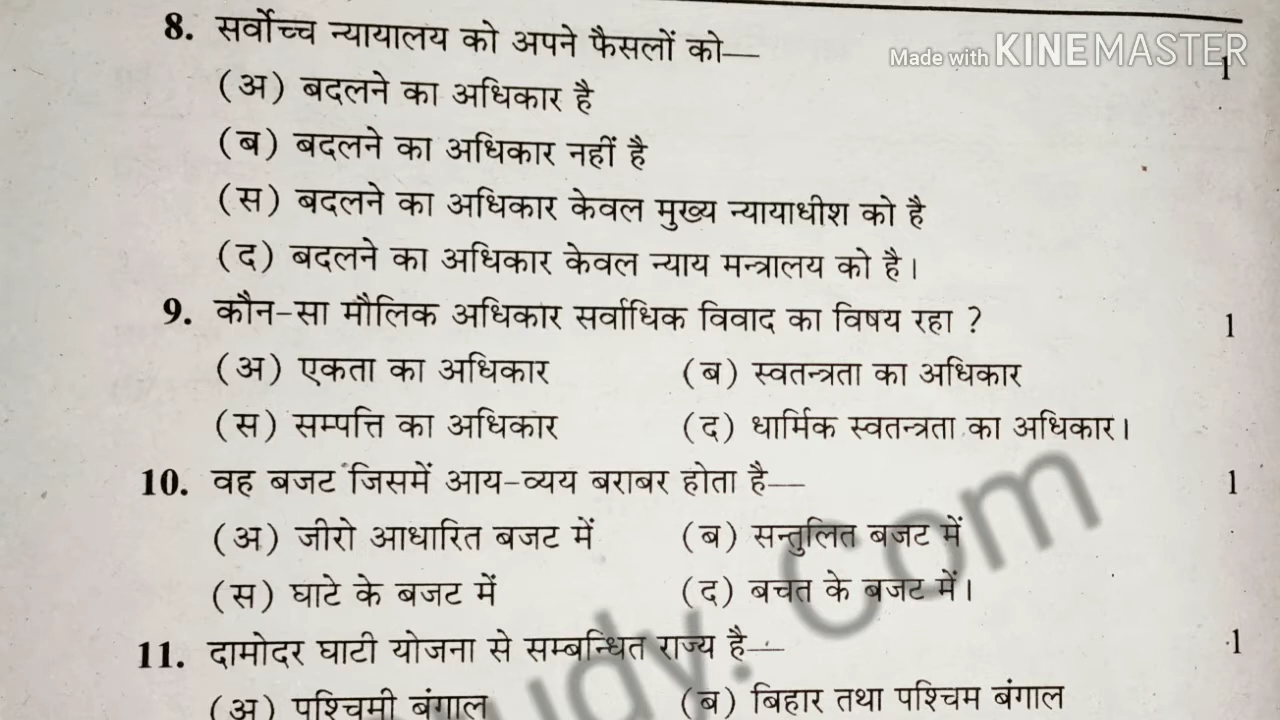 8. सर्वोच्च न्यायालय को अपने फैसलों को—
Made with KINEMASTER
1
(अ) बदलने का अधिकार है
(ब) बदलने का अधिकार नहीं है
(स) बदलने का अधिकार केवल मुख्य न्यायाधीश को है
(द) बदलने का अधिकार केवल न्याय मन्त्रालय को है।
9. कौन-सा मौलिक अधिकार सर्वाधिक विवाद का विषय रहा ? 1
(अ) एकता का अधिकार (ब) स्वतन्त्रता का अधिकार
(स) सम्पत्ति का अधिकार (द) धार्मिक स्वतन्त्रता का अधिकार।
10. वह बजट जिसमें आय-व्यय बराबर होता है— 1
(अ) जीरो आधारित बजट में (ब) सन्तुलित बजट में
(स) घाटे के बजट में (द) बचत के बजट में।
11. दामोदर घाटी योजना से सम्बन्धित राज्य है— 1
(अ) पश्चिमी बंगाल (ब) बिहार तथा पश्चिम बंगाल